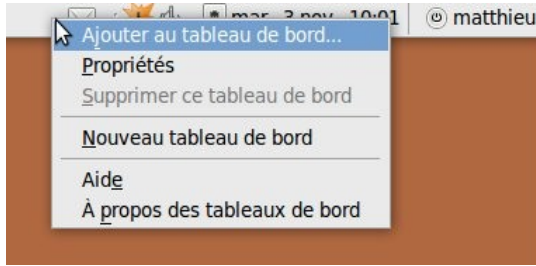 mar. 3 nov. 10:01 matthieu
Ajouter au tableau de bord...
Propriétés
Supprimer ce tableau de bord
Nouveau tableau de bord
Aide
À propos des tableaux de bord